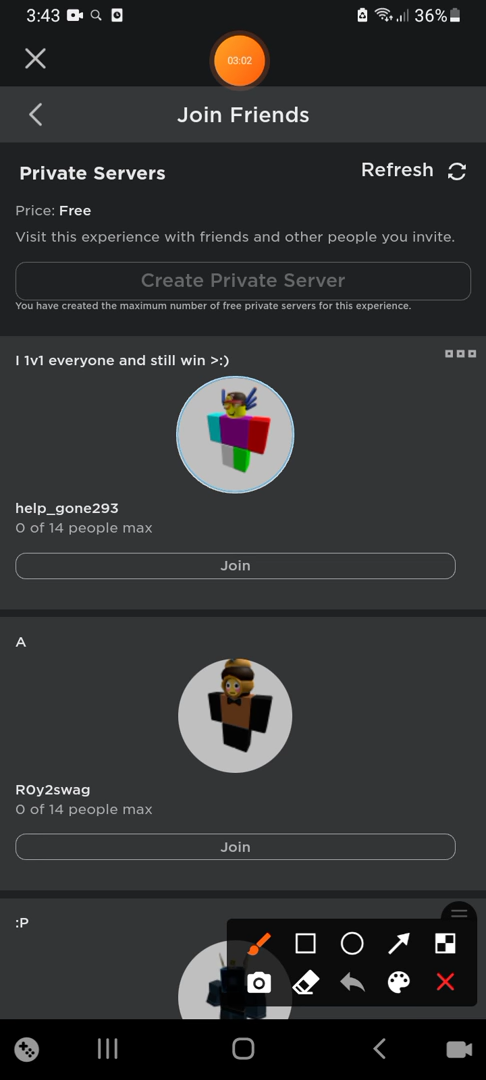 3:43
36%
03:02
Join Friends
Private Servers
Refresh
Price: Free
Visit this experience with friends and other people you invite.
Create Private Server
You have created the maximum number of free private servers for this experience.
I 1v1 everyone and still win >:)
help_gone293
0 of 14 people max
Join
A
R0y2swag
0 of 14 people max
Join
:P